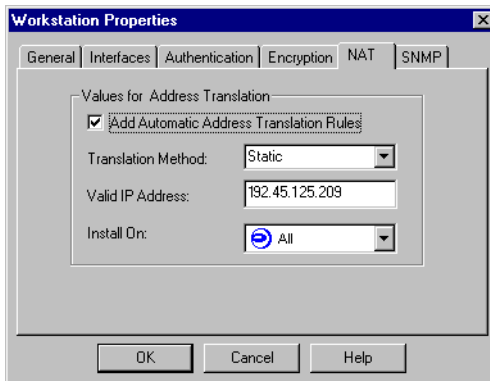 Workstation Properties
General Interfaces Authentication Encryption NAT SNMP
Values for Address Translation
Add Automatic Address Translation Rules
Translation Method: Static
Valid IP Address: 192.45.125.209
Install On: All
OK Cancel Help